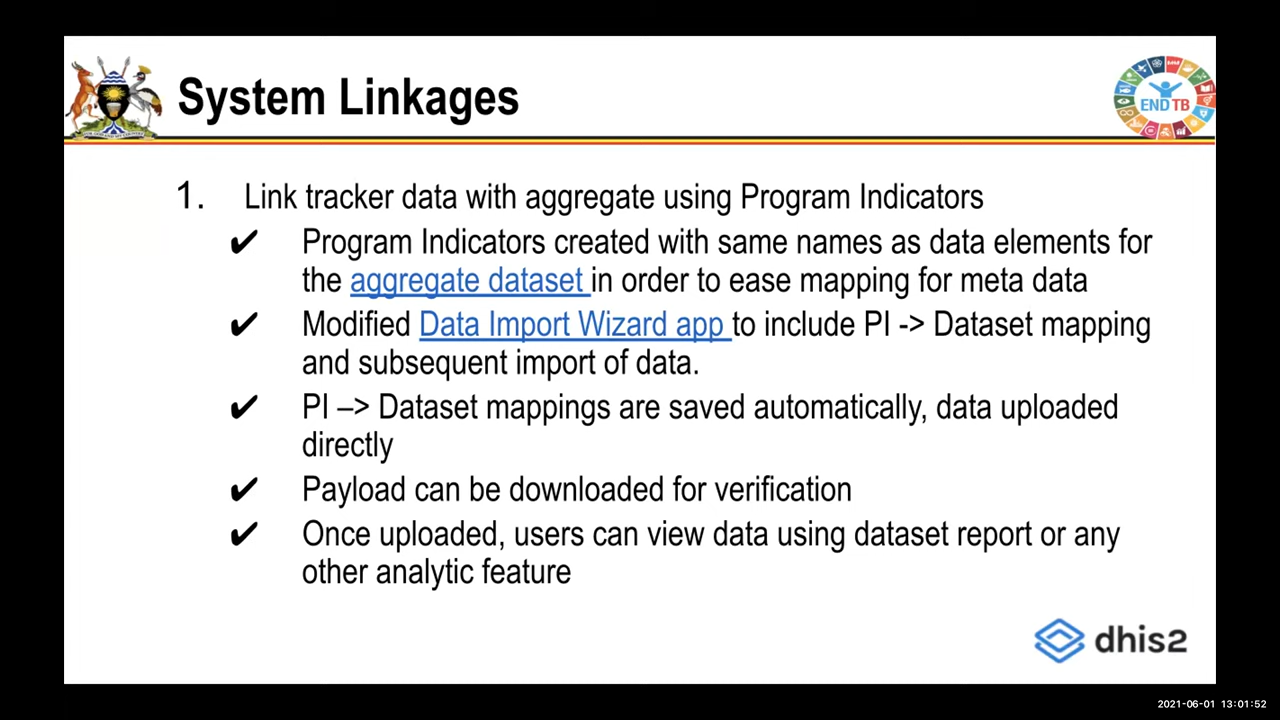 System Linkages
END TB
1. Link tracker data with aggregate using Program Indicators
✔ Program Indicators created with same names as data elements for
the aggregate dataset in order to ease mapping for meta data
✔ Modified Data Import Wizard app to include PI -> Dataset mapping
and subsequent import of data.
✔ PI –> Dataset mappings are saved automatically, data uploaded
directly
✔ Payload can be downloaded for verification
✔ Once uploaded, users can view data using dataset report or any
other analytic feature
dhis2
2021-06-01 13:01:52